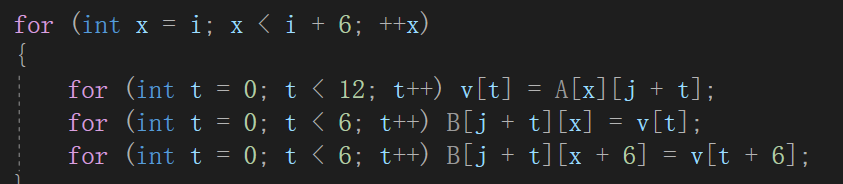 for (int x = i; x < i + 6; ++x)
{
for (int t = 0; t < 12; t++) v[t] = A[x][j + t];
for (int t = 0; t < 6; t++) B[j + t][x] = v[t];
for (int t = 0; t < 6; t++) B[j + t][x + 6] = v[t + 6];
}